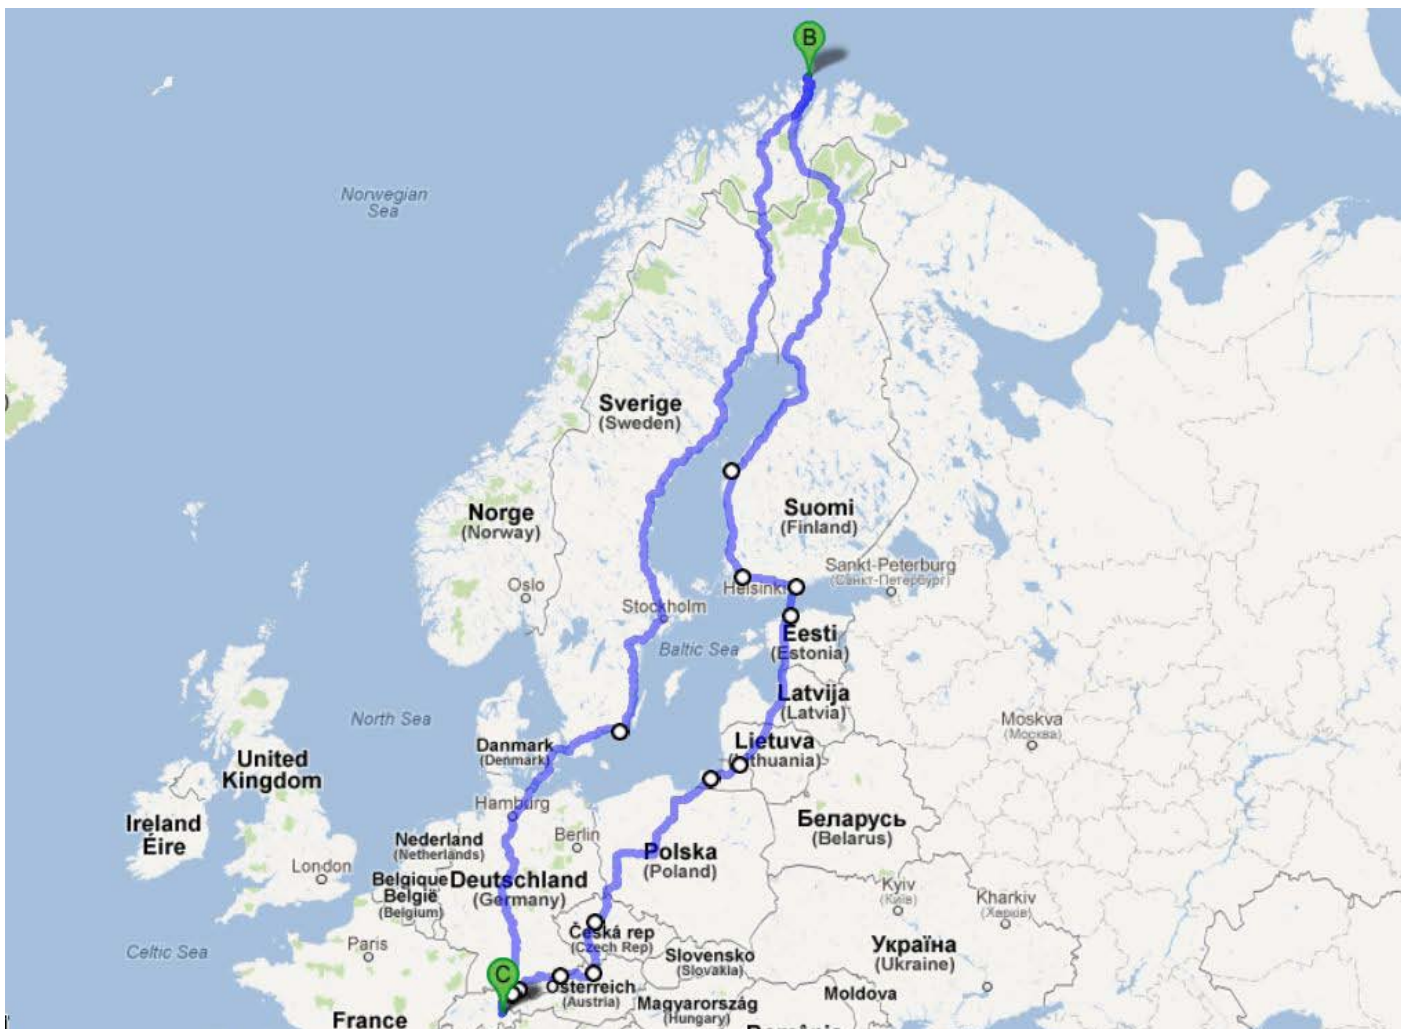 B
Norwegian
Sea
)
Sverige
(Sweden)
Norge
(Norway)
Suomi
(Finland)
Oslo
Sankt-Peterburg
(Санкт-Петербург)
Helsinki
Stockholm
Eesti
(Estonia)
Baltic Sea
Latvija
(Latvia)
North Sea
Moskva
(Москва)
Danmark
(Denmark)
Lietuva
(Lithuania)
United
Kingdom
Hamburg
Ireland
Éire
Беларусь
(Belarus)
Nederland
(Netherlands)
Berlin
Polska
(Poland)
London
Belgique
België
(Belgium)
Deutschland
(Germany)
Kyiv
(Київ)
Kharkiv
(Харків)
Česká rep
(Czech Rep)
Paris
Celtic Sea
Україна
(Ukraine)
Slovensko
(Slovakia)
C
Österreich
(Austria)
Moldova
Magyarország
(Hungary)
France
România